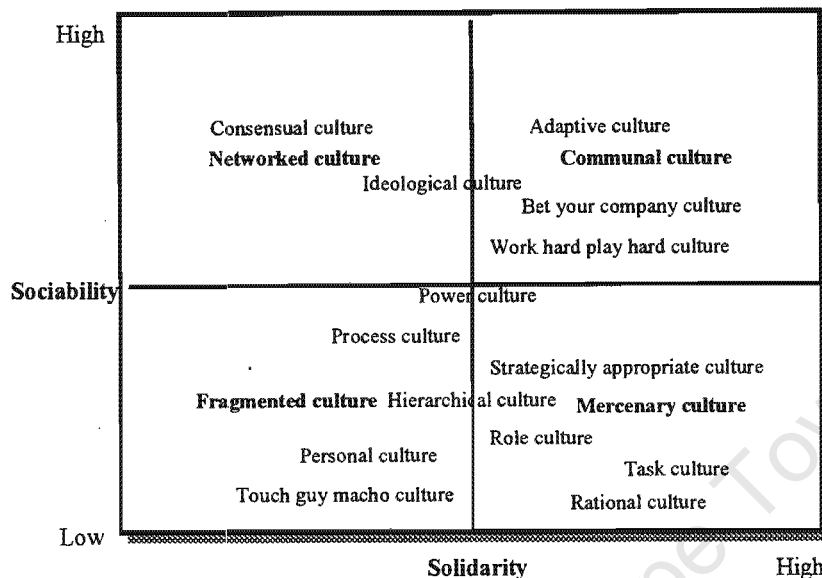 High
Consensual culture Adaptive culture
Networked culture Communal culture
Ideological culture
Bet your company culture
Work hard play hard culture
Sociability
Power culture
Process culture
Strategically appropriate culture
Fragmented culture Hierarchical culture Mercenary culture
Role culture
Personal culture
Task culture
Touch guy macho culture
Rational culture
Low
Solidarity High